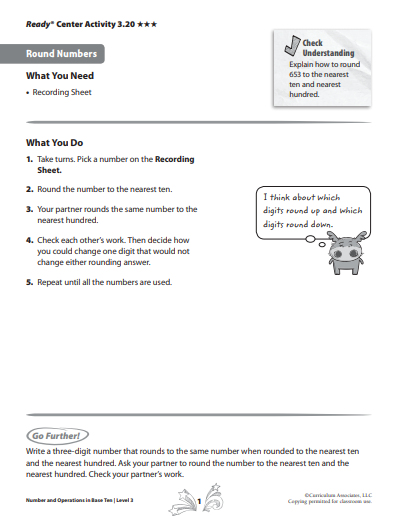 Ready® Center Activity 3.20 ★★★
Check
Understanding
Explain how to round
653 to the nearest
ten and nearest
hundred.
Round Numbers
What You Need
• Recording Sheet
What You Do
1. Take turns. Pick a number on the Recording
Sheet.
2. Round the number to the nearest ten.
3. Your partner rounds the same number to the
nearest hundred.
4. Check each other's work. Then decide how
you could change one digit that would not
change either rounding answer.
5. Repeat until all the numbers are used.
I think about which
digits round up and which
digits round down.
Go Further!
Write a three-digit number that rounds to the same number when rounded to the nearest ten
and the nearest hundred. Ask your partner to round the number to the nearest ten and the
nearest hundred. Check your partner's work.
Number and Operations in Base Ten | Level 3
1
©Curriculum Associates, LLC
Copying permitted for classroom use.